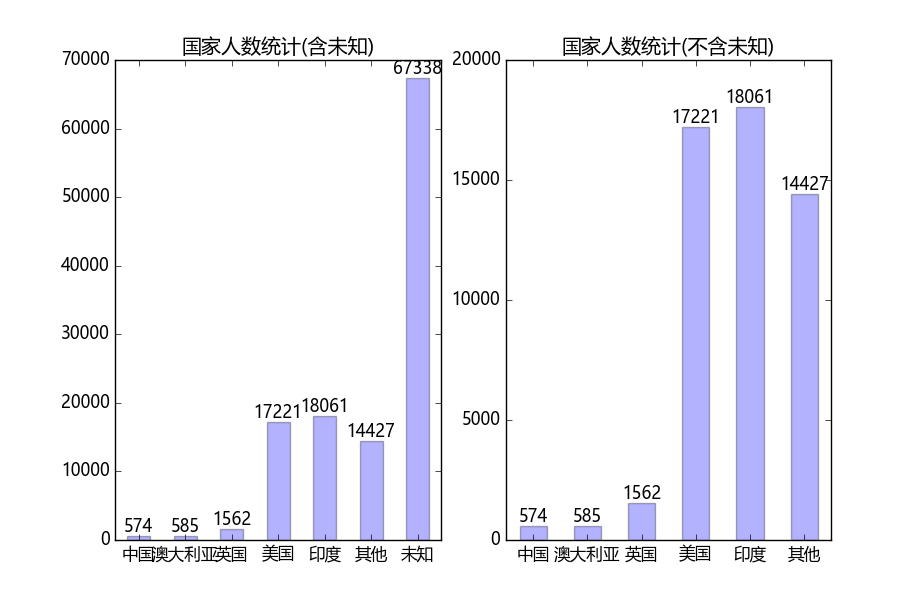 国家人数统计(含未知)
70000
60000
50000
40000
30000
20000
10000
0
574
585
1562
17221
18061
14427
67338
中国
澳大利亚
英国
美国
印度
其他
未知
国家人数统计(不含未知)
20000
15000
10000
5000
0
574
585
1562
17221
18061
14427
中国
澳大利亚
英国
美国
印度
其他